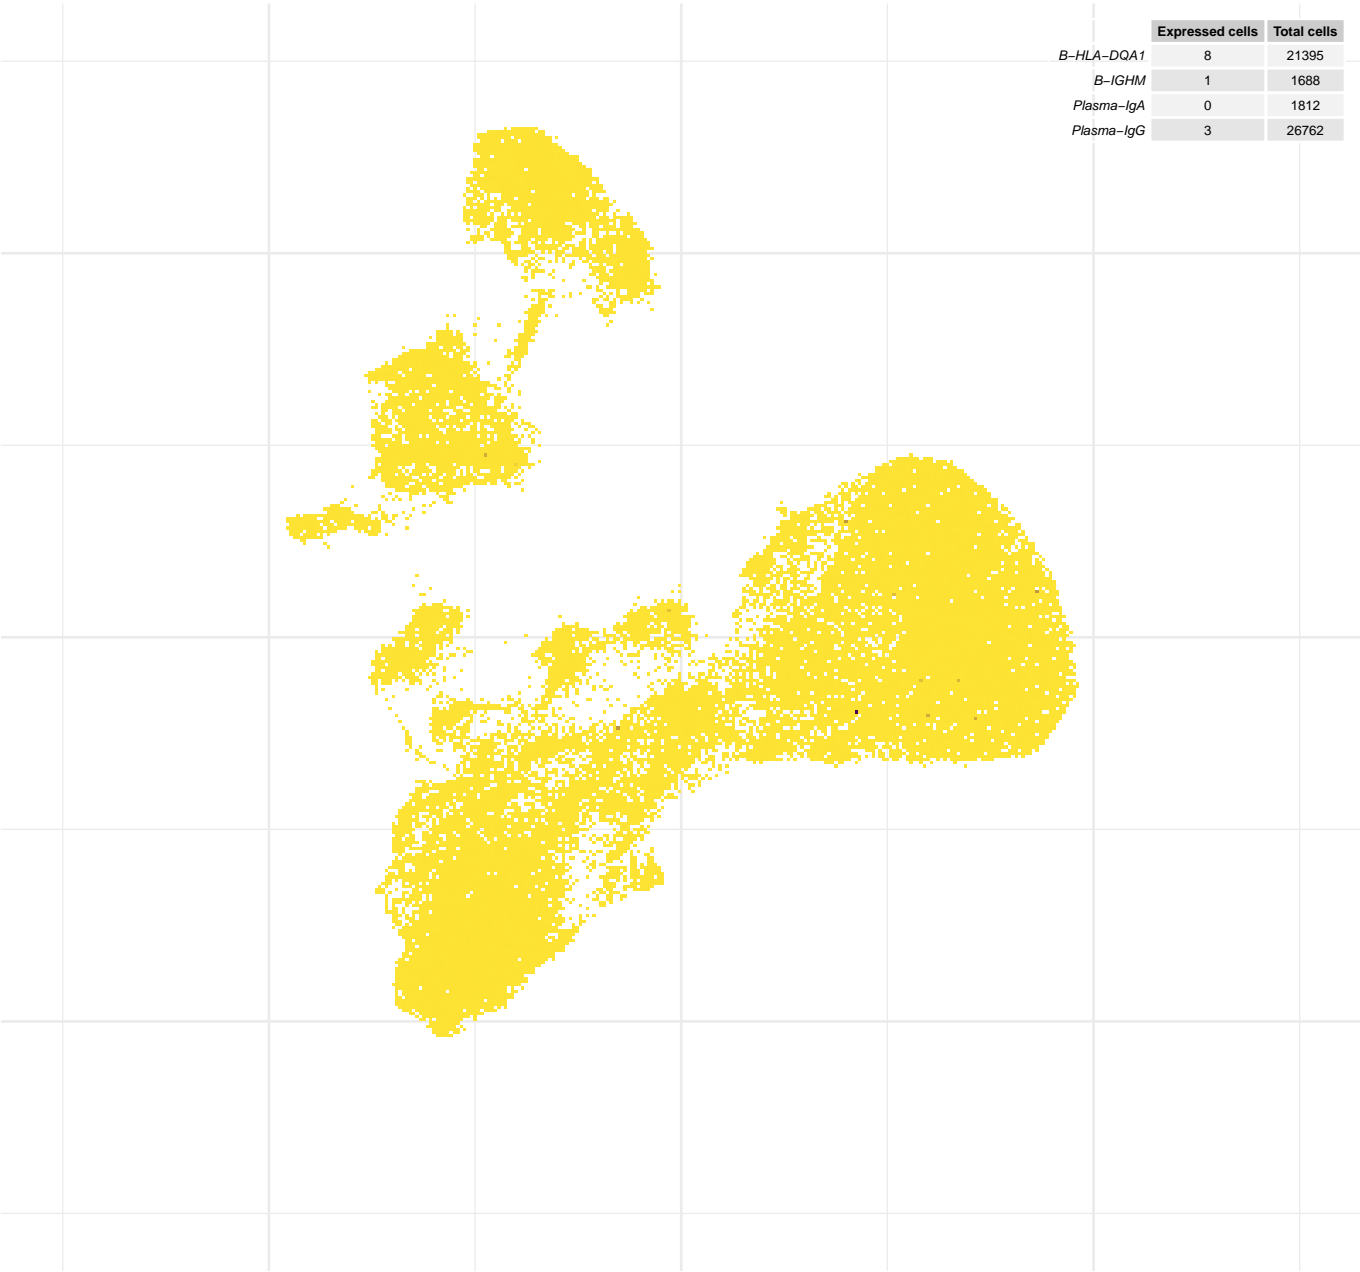 Expressed cells Total cells
B−HLA−DQA1 8 21395
B−IGHM 1 1688
Plasma−IgA 0 1812
Plasma−IgG 3 26762